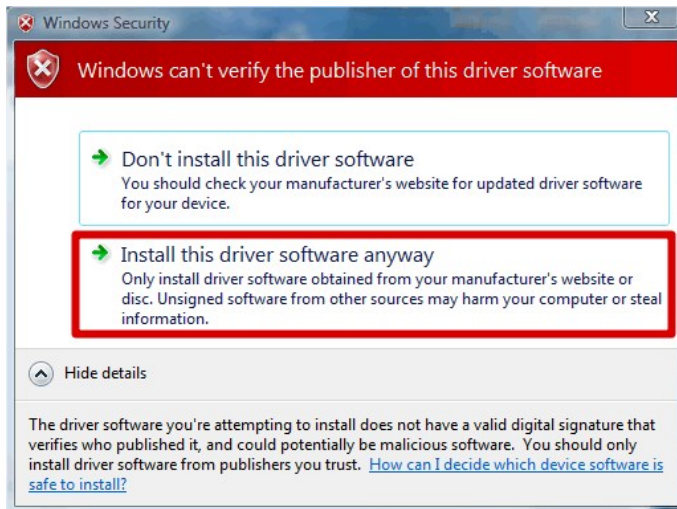 Windows Security
Windows can't verify the publisher of this driver software
Don't install this driver software
You should check your manufacturer's website for updated driver software
for your device.
Install this driver software anyway
Only install driver software obtained from your manufacturer's website or
disc. Unsigned software from other sources may harm your computer or steal
information.
Hide details
The driver software you're attempting to install does not have a valid digital signature that
verifies who published it, and could potentially be malicious software.  You should only
install driver software from publishers you trust.  How can I decide which device software is
safe to install?